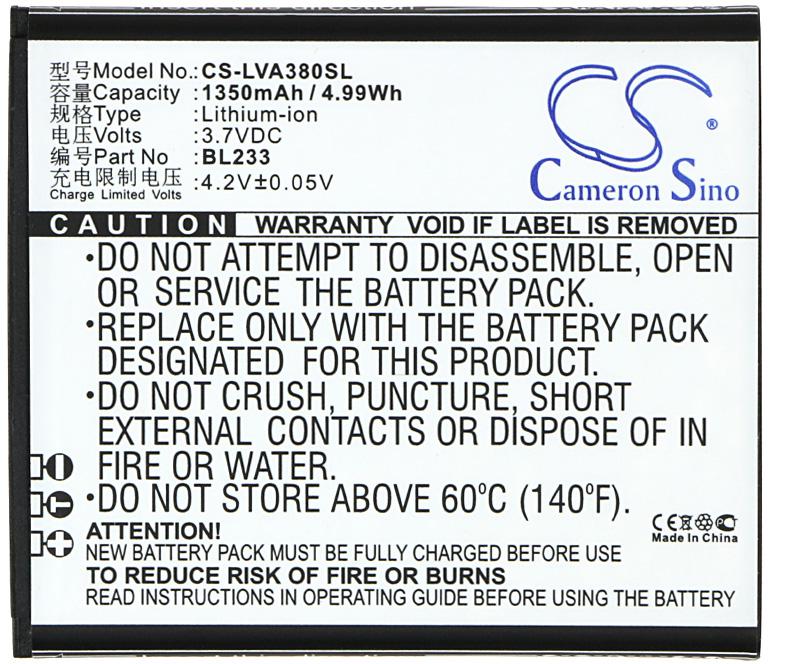 型号Model No.: CS-LVA380SL
容量Capacity : 1350mAh / 4.99Wh
规格Type : Lithium-ion
电压Volts : 3.7VDC
编号Part No : BL233
充电限制电压 : 4.2V±0.05V
Charge Limited Volts
CS ®
Cameron Sino
CAUTION WARRANTY VOID IF LABEL IS REMOVED
•DO NOT ATTEMPT TO DISASSEMBLE, OPEN
OR SERVICE THE BATTERY PACK.
•REPLACE ONLY WITH THE BATTERY PACK
DESIGNATED FOR THIS PRODUCT.
•DO NOT CRUSH, PUNCTURE, SHORT
EXTERNAL CONTACTS OR DISPOSE OF IN
FIRE OR WATER.
•DO NOT STORE ABOVE 60°C (140°F).
ATTENTION!
NEW BATTERY PACK MUST BE FULLY CHARGED BEFORE USE
TO REDUCE RISK OF FIRE OR BURNS
READ INSTRUCTIONS IN OPERATING GUIDE BEFORE USING THE BATTERY
CE
Made In China